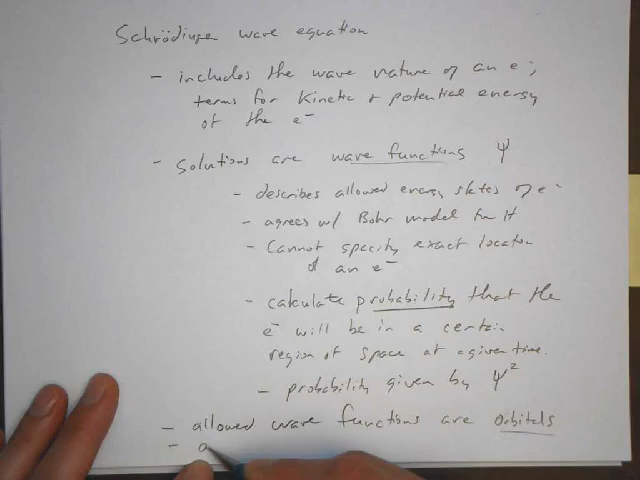 Schrödinger wave equation
- includes the wave nature of an e⁻;
terms for Kinetic + potential energy
of the e⁻
- Solutions are wave functions Ψ
- describes allowed energy states of e⁻
- agrees w/ Bohr model for H
- Cannot specify exact location
of an e⁻
- calculate probability that the
e⁻ will be in a certain
region of space at a given time.
- probability given by Ψ²
- allowed wave functions are orbitals
- a